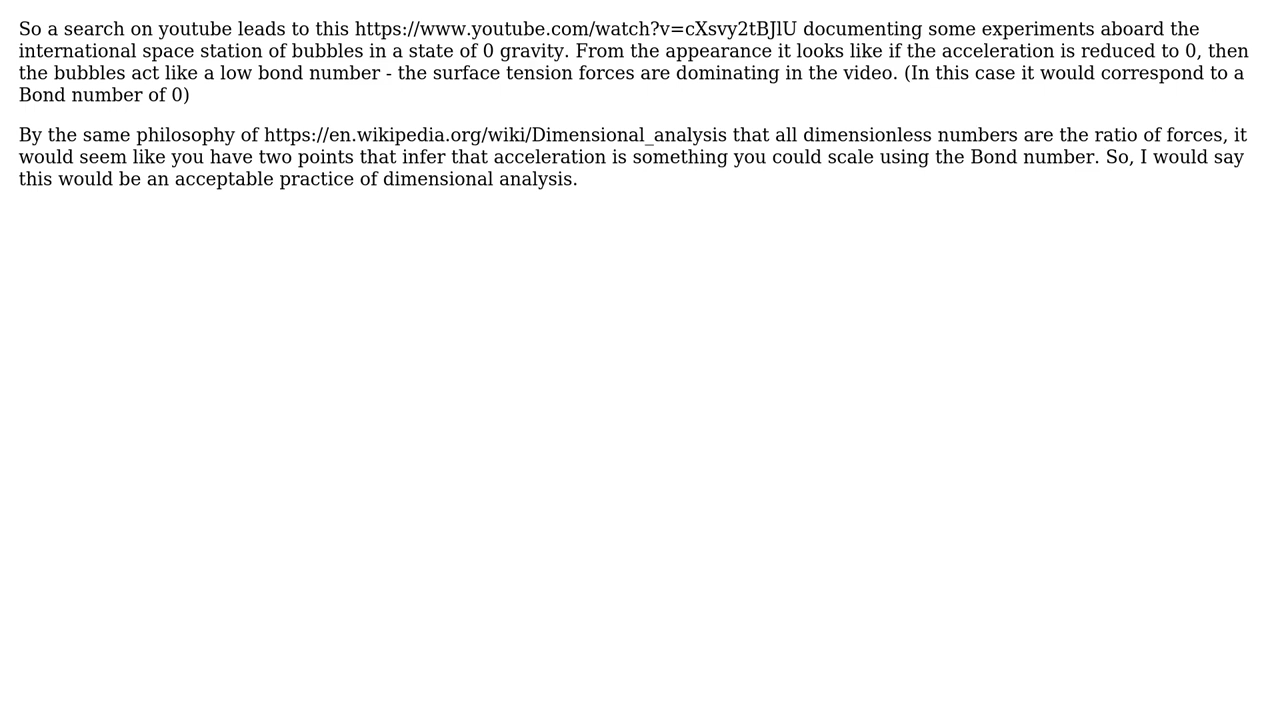 So a search on youtube leads to this https://www.youtube.com/watch?v=cXsvy2tBJlU documenting some experiments aboard the
international space station of bubbles in a state of 0 gravity. From the appearance it looks like if the acceleration is reduced to 0, then
the bubbles act like a low bond number - the surface tension forces are dominating in the video. (In this case it would correspond to a
Bond number of 0)
By the same philosophy of https://en.wikipedia.org/wiki/Dimensional_analysis that all dimensionless numbers are the ratio of forces, it
would seem like you have two points that infer that acceleration is something you could scale using the Bond number. So, I would say
this would be an acceptable practice of dimensional analysis.